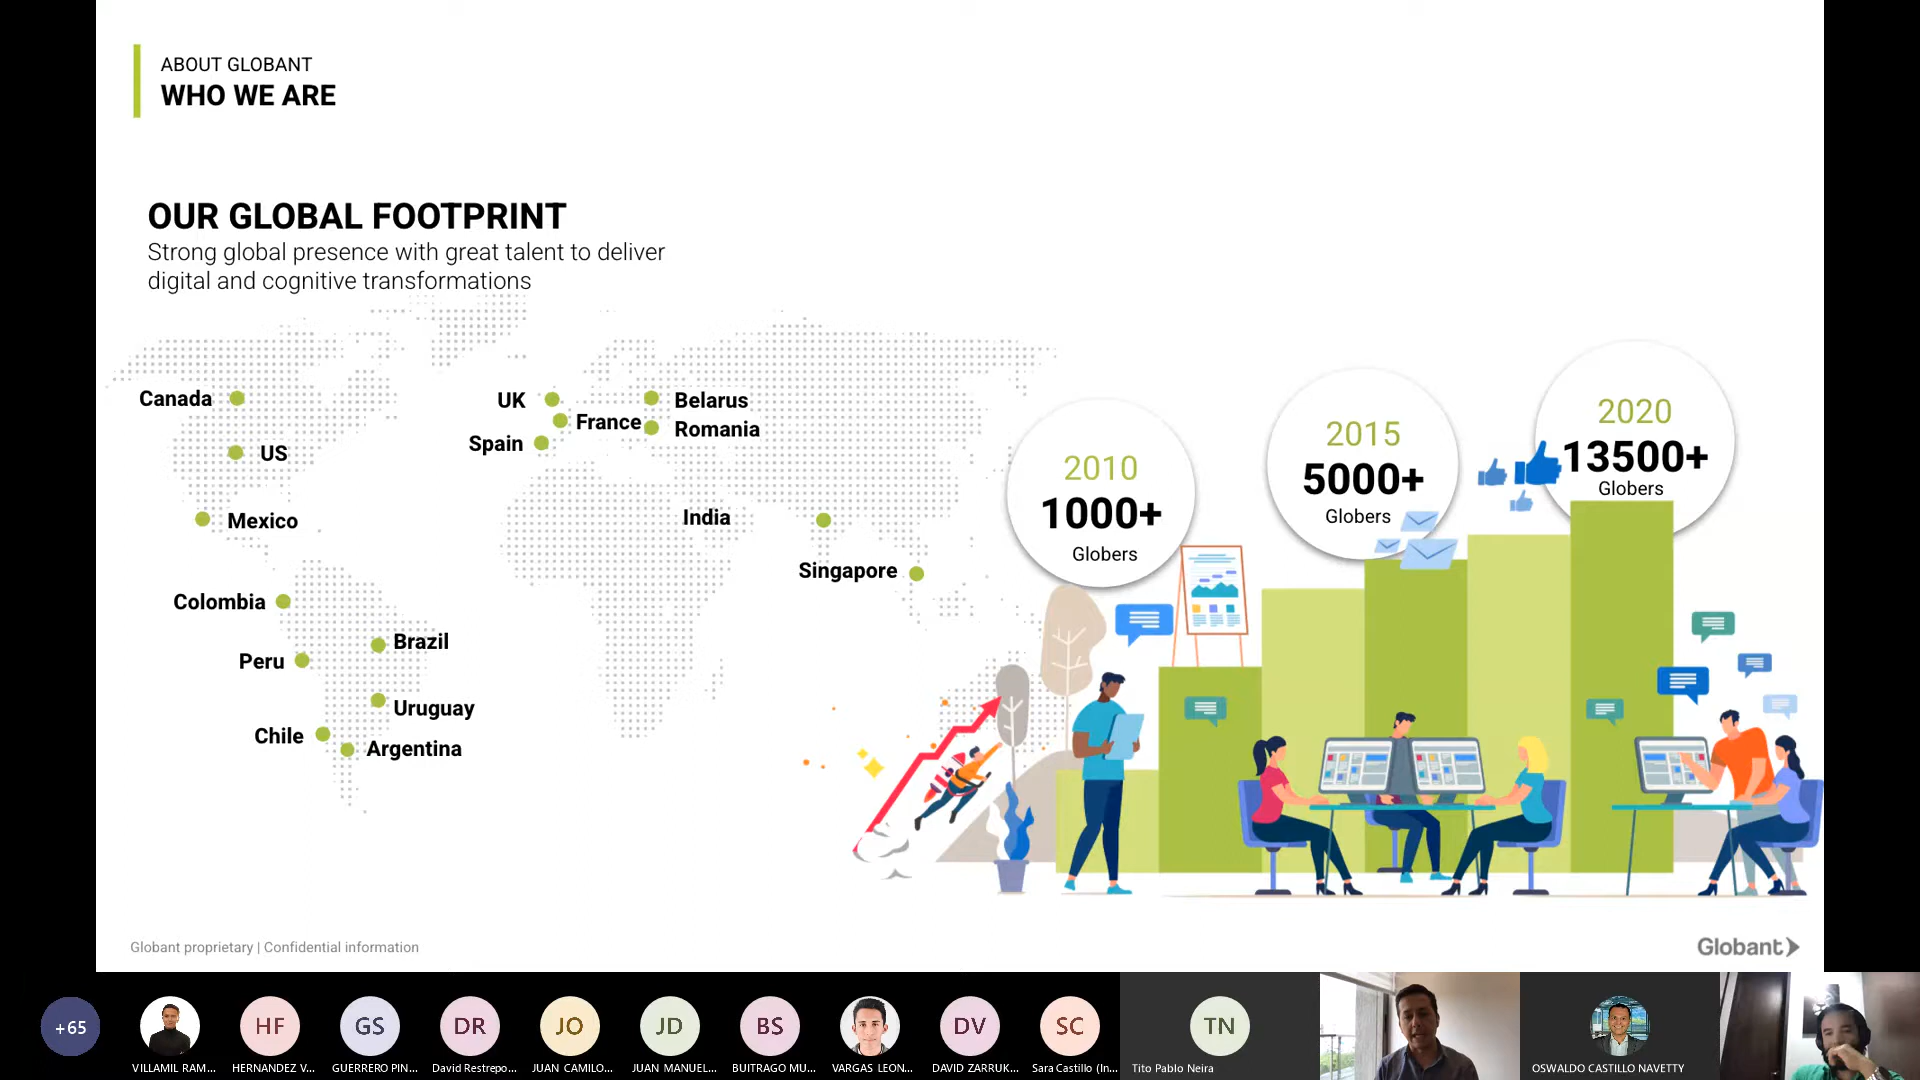 ABOUT GLOBANT
WHO WE ARE
OUR GLOBAL FOOTPRINT
Strong global presence with great talent to deliver
digital and cognitive transformations
Canada
US
Mexico
Colombia
Peru
Brazil
Uruguay
Chile
Argentina
UK
France
Spain
Belarus
Romania
India
Singapore
2010
1000+
Globers
2015
5000+
Globers
2020
13500+
Globers
Globant proprietary | Confidential information
Globant
+65
HF
GS
DR
JO
JD
BS
DV
SC
TN
VILLAMIL RAM...
HERNANDEZ V...
GUERRERO PIN...
David Restrepo...
JUAN CAMILO...
JUAN MANUEL...
BUITRAGO MU...
VARGAS LEON...
DAVID ZARRUK...
Sara Castillo (In...
Tito Pablo Neira
OSWALDO CASTILLO NAVETTY